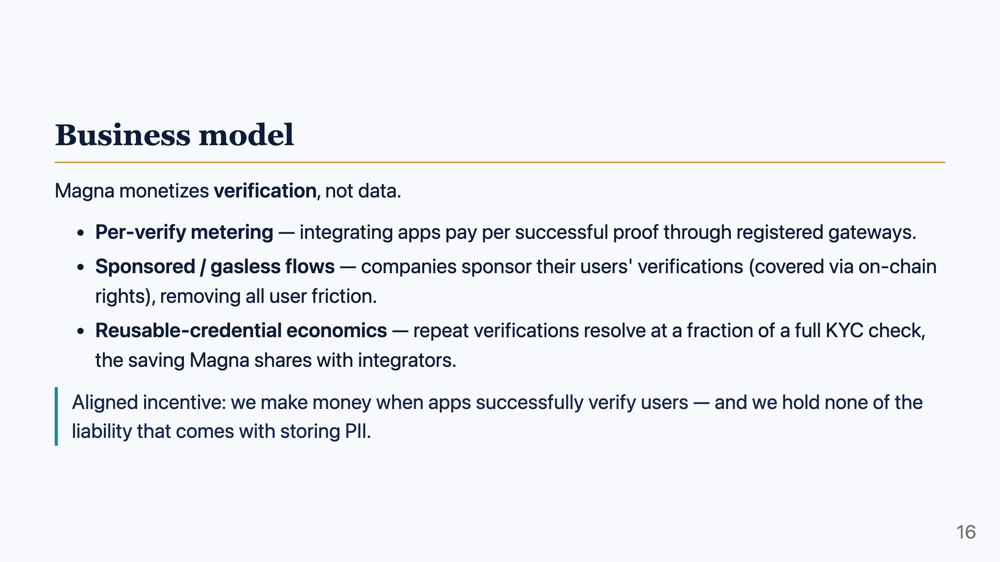 Business model
Magna monetizes verification, not data.
• Per-verify metering — integrating apps pay per successful proof through registered gateways.
• Sponsored / gasless flows — companies sponsor their users' verifications (covered via on-chain
rights), removing all user friction.
• Reusable-credential economics — repeat verifications resolve at a fraction of a full KYC check,
the saving Magna shares with integrators.
Aligned incentive: we make money when apps successfully verify users — and we hold none of the
liability that comes with storing PII.
16